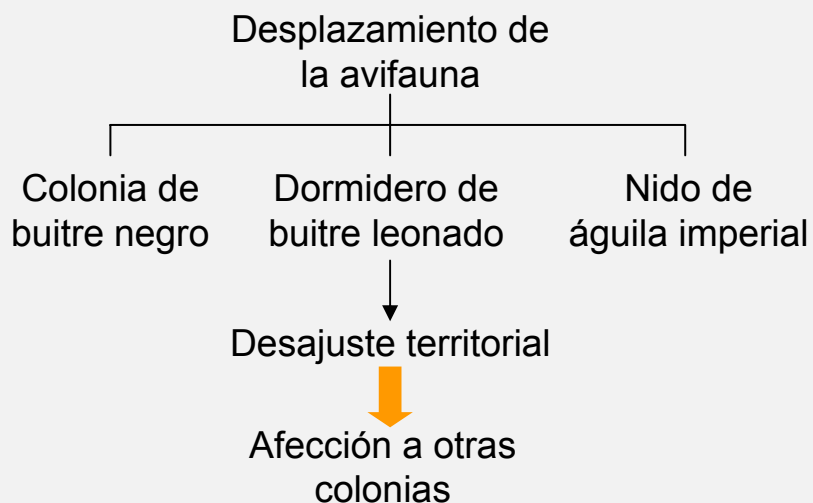 Desplazamiento de
la avifauna
Colonia de
buitre negro
Dormidero de
buitre leonado
Nido de
águila imperial
Desajuste territorial
Afección a otras
colonias